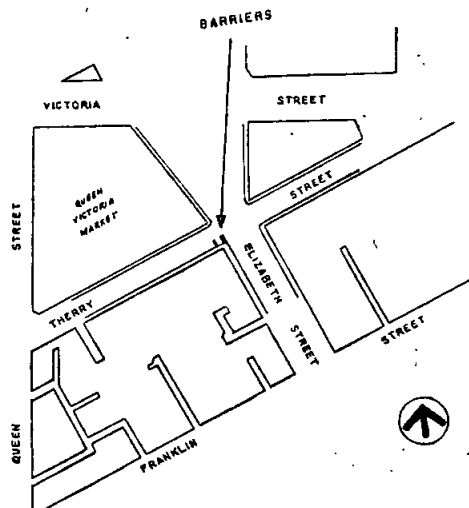 BARRIERS
VICTORIA STREET
QUEEN
VICTORIA
MARKET
STREET
STREET
THERRY
ELIZABETH
STREET
STREET
QUEEN
FRANKLIN